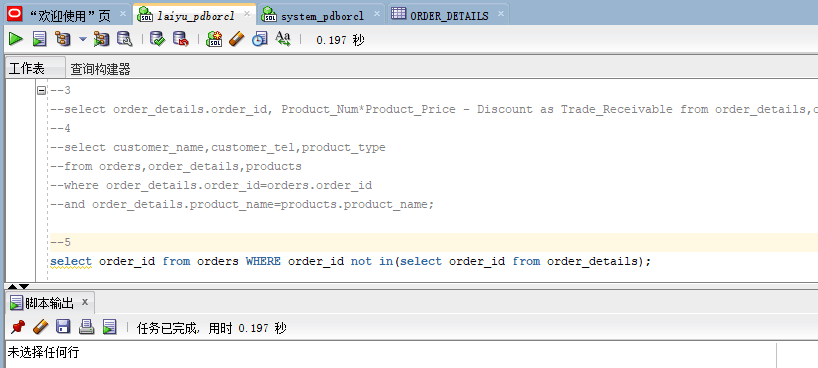 “欢迎使用”页 laiyu_pdborcl system_pdborcl ORDER_DETAILS
SQL 0.197 秒
工作表 查询构建器
--3
--select order_details.order_id, Product_Num*Product_Price - Discount as Trade_Receivable from order_details,
--4
--select customer_name,customer_tel,product_type
--from orders,order_details,products
--where order_details.order_id=orders.order_id
--and order_details.product_name=products.product_name;
--5
select order_id from orders WHERE order_id not in(select order_id from order_details);
脚本输出 x
任务已完成, 用时 0.197 秒
未选择任何行